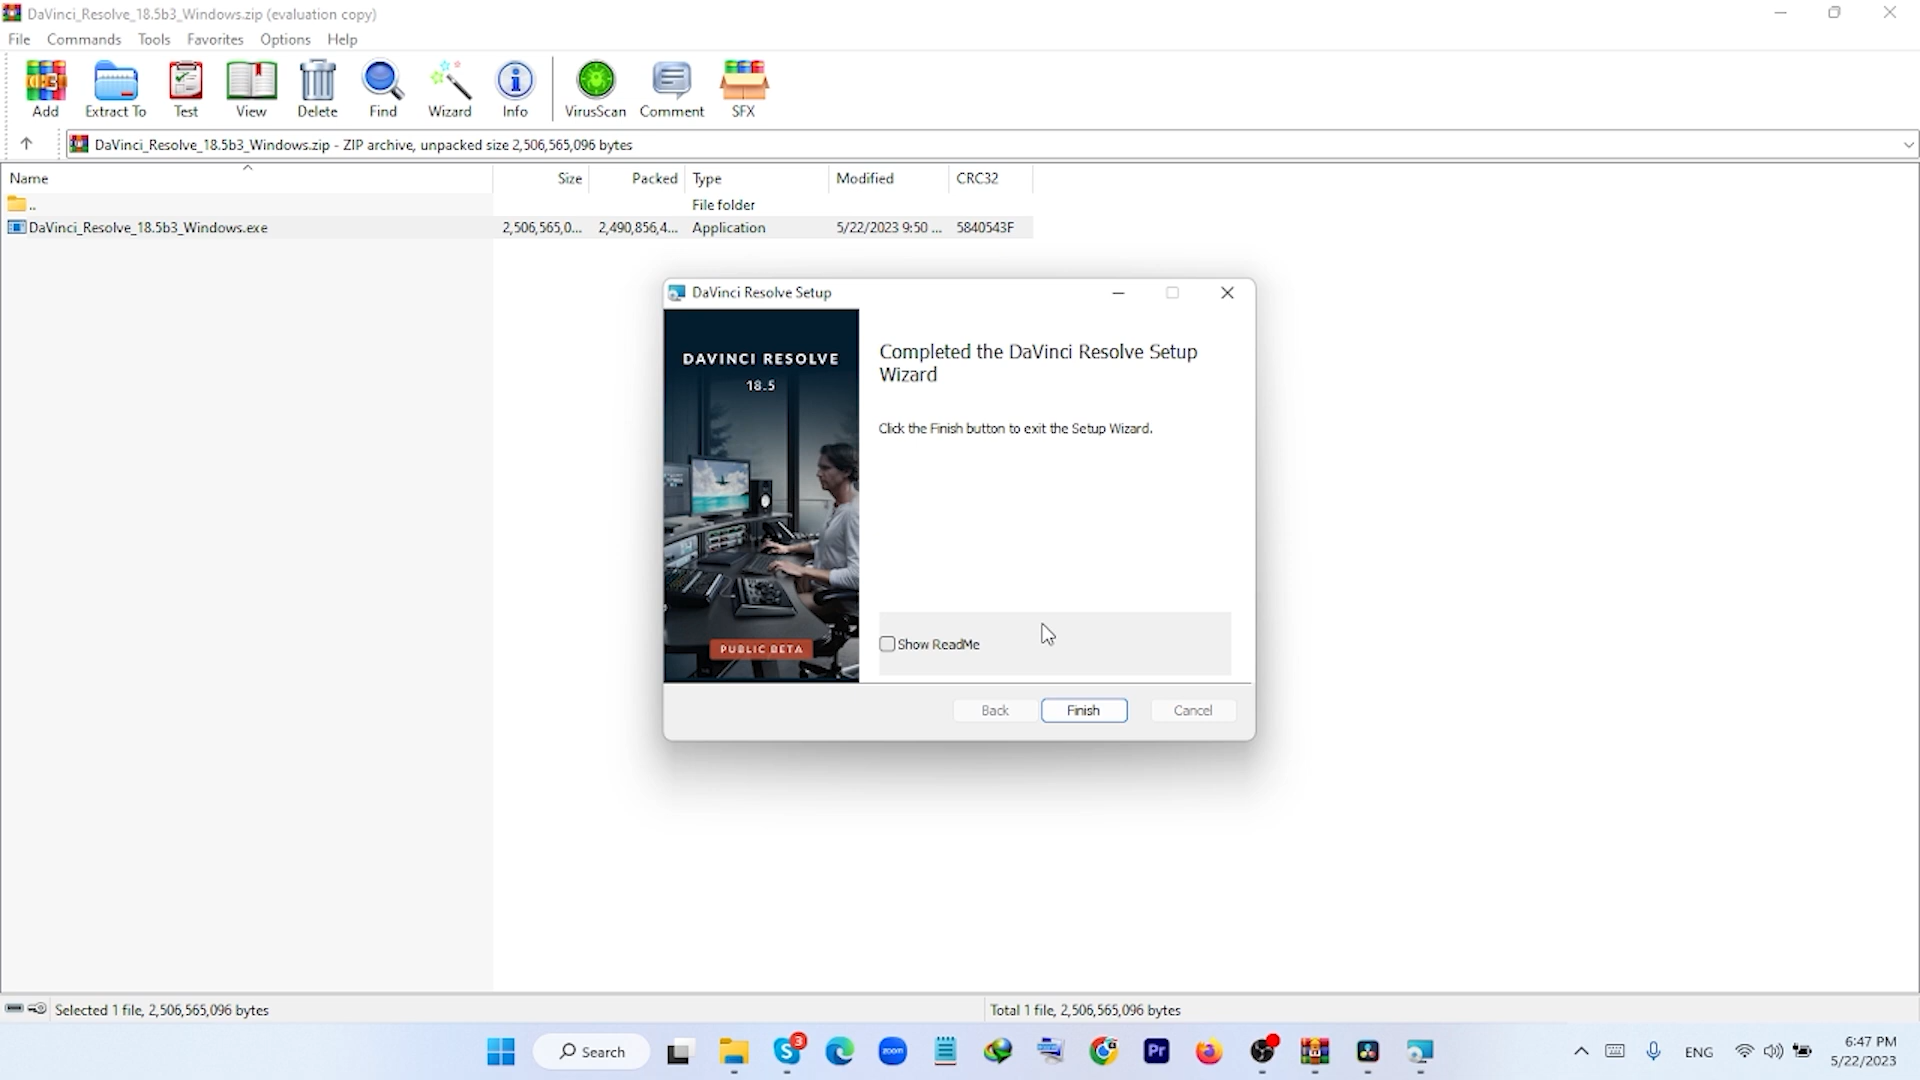 DaVinci_Resolve_18.5b3_Windows.zip (evaluation copy)
File Commands Tools Favorites Options Help
Add Extract To Test View Delete Find Wizard Info VirusScan Comment SFX
DaVinci_Resolve_18.5b3_Windows.zip - ZIP archive, unpacked size 2,506,565,096 bytes
Name Size Packed Type Modified CRC32
.. File folder
DaVinci_Resolve_18.5b3_Windows.exe 2,506,565,0... 2,490,856,4... Application 5/22/2023 9:50 ... 5840543F
DaVinci Resolve Setup
DAVINCI RESOLVE
18.5
PUBLIC BETA
Completed the DaVinci Resolve Setup
Wizard
Click the Finish button to exit the Setup Wizard.
Show ReadMe
Back Finish Cancel
Selected 1 file, 2,506,565,096 bytes Total 1 file, 2,506,565,096 bytes
Search 3 zoom Pr ENG 6:47 PM
5/22/2023